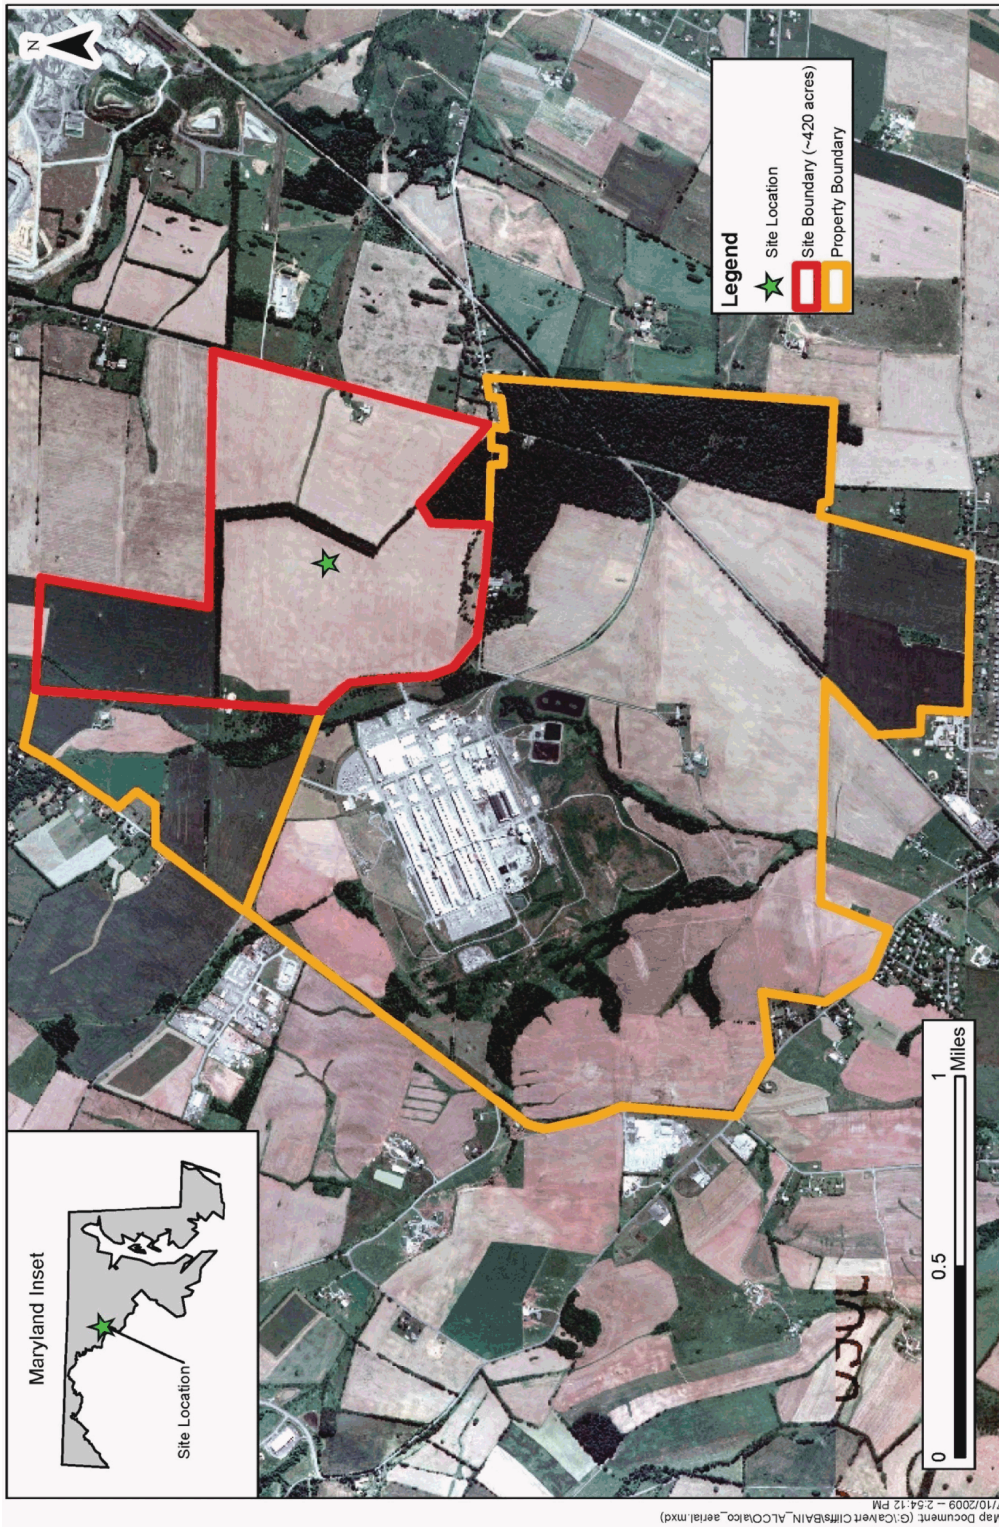 Maryland Inset
Site Location
N
Legend
Site Location
Site Boundary (~420 acres)
Property Boundary
0 0.5 1
Miles
Map Document: (G:\Calvert Cliffs\BAIN_ALCO\alco_aerial.mxd)
7/10/2009 -- 2:54:12 PM